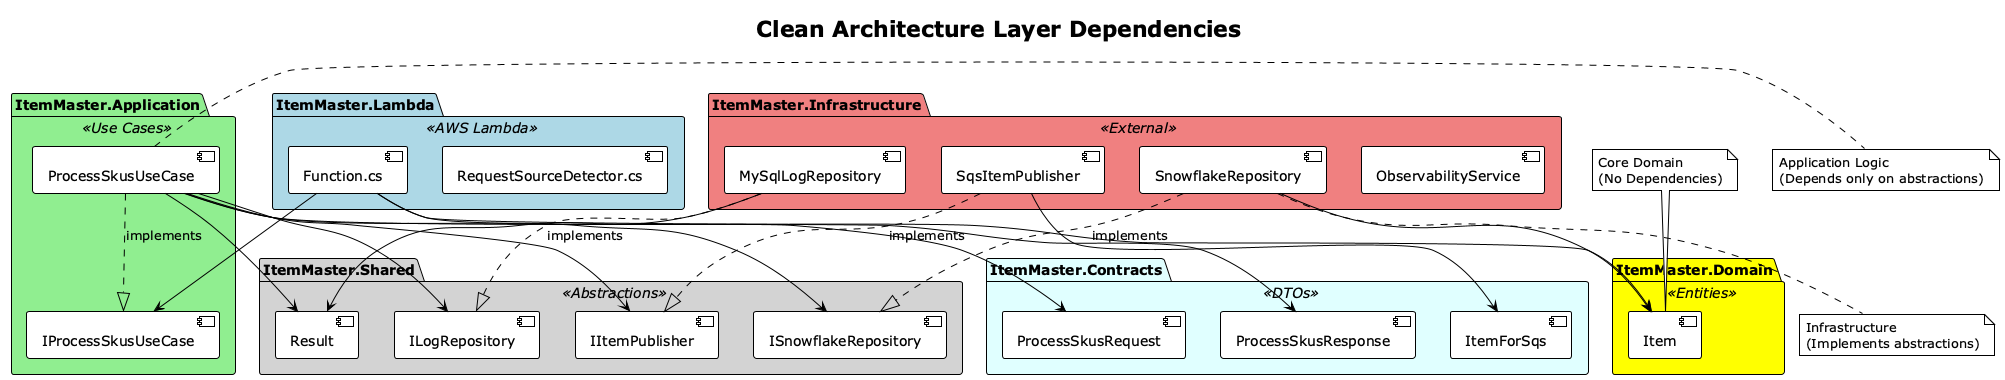 Clean Architecture Layer Dependencies
ItemMaster.Application
«Use Cases»
ProcessSkusUseCase
IProcessSkusUseCase
ItemMaster.Lambda
«AWS Lambda»
Function.cs
RequestSourceDetector.cs
ItemMaster.Infrastructure
«External»
MySqlLogRepository
SqsItemPublisher
SnowflakeRepository
ObservabilityService
Core Domain
(No Dependencies)
Application Logic
(Depends only on abstractions)
implements
implements
implements
implements
ItemMaster.Shared
«Abstractions»
Result
ILogRepository
IItemPublisher
ISnowflakeRepository
ItemMaster.Contracts
«DTOs»
ProcessSkusRequest
ProcessSkusResponse
ItemForSqs
ItemMaster.Domain
«Entities»
Item
Infrastructure
(Implements abstractions)